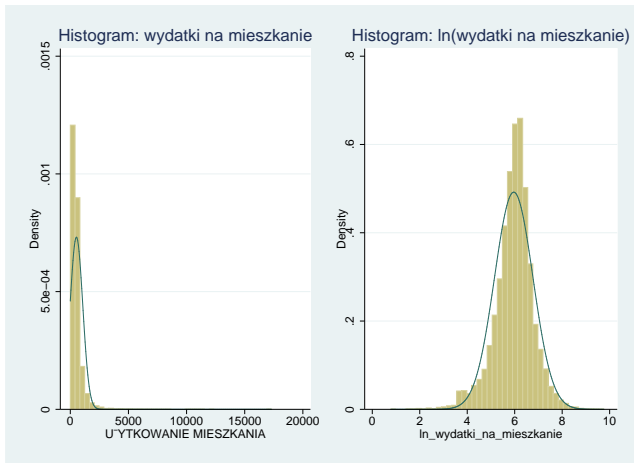 Histogram: wydatki na mieszkanie
Density
0
5.0e−04
.001
.0015
0 5000 10000 15000 20000
U¨YTKOWANIE MIESZKANIA
Histogram: ln(wydatki na mieszkanie)
Density
0
.2
.4
.6
.8
0 2 4 6 8 10
ln_wydatki_na_mieszkanie